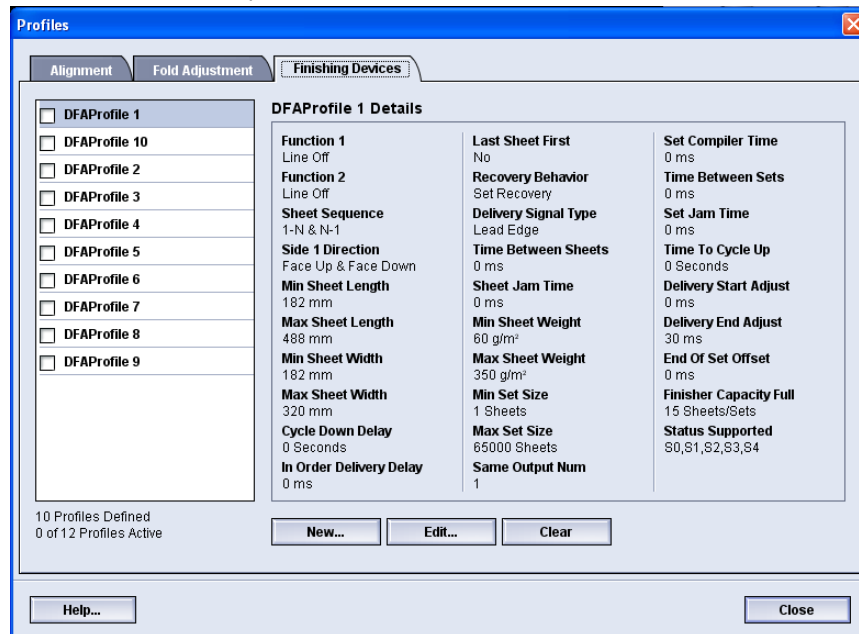 Profiles
Alignment
Fold Adjustment
Finishing Devices
DFAProfile 1
DFAProfile 10
DFAProfile 2
DFAProfile 3
DFAProfile 4
DFAProfile 5
DFAProfile 6
DFAProfile 7
DFAProfile 8
DFAProfile 9
10 Profiles Defined
0 of 12 Profiles Active
DFAProfile 1 Details
Function 1
Line Off
Function 2
Line Off
Sheet Sequence
1-N & N-1
Side 1 Direction
Face Up & Face Down
Min Sheet Length
182 mm
Max Sheet Length
488 mm
Min Sheet Width
182 mm
Max Sheet Width
320 mm
Cycle Down Delay
0 Seconds
In Order Delivery Delay
0 ms
Last Sheet First
No
Recovery Behavior
Set Recovery
Delivery Signal Type
Lead Edge
Time Between Sheets
0 ms
Sheet Jam Time
0 ms
Min Sheet Weight
60 g/m²
Max Sheet Weight
350 g/m²
Min Set Size
1 Sheets
Max Set Size
65000 Sheets
Same Output Num
1
Set Compiler Time
0 ms
Time Between Sets
0 ms
Set Jam Time
0 ms
Time To Cycle Up
0 Seconds
Delivery Start Adjust
0 ms
Delivery End Adjust
30 ms
End Of Set Offset
0 ms
Finisher Capacity Full
15 Sheets/Sets
Status Supported
S0,S1,S2,S3,S4
New...
Edit...
Clear
Help...
Close